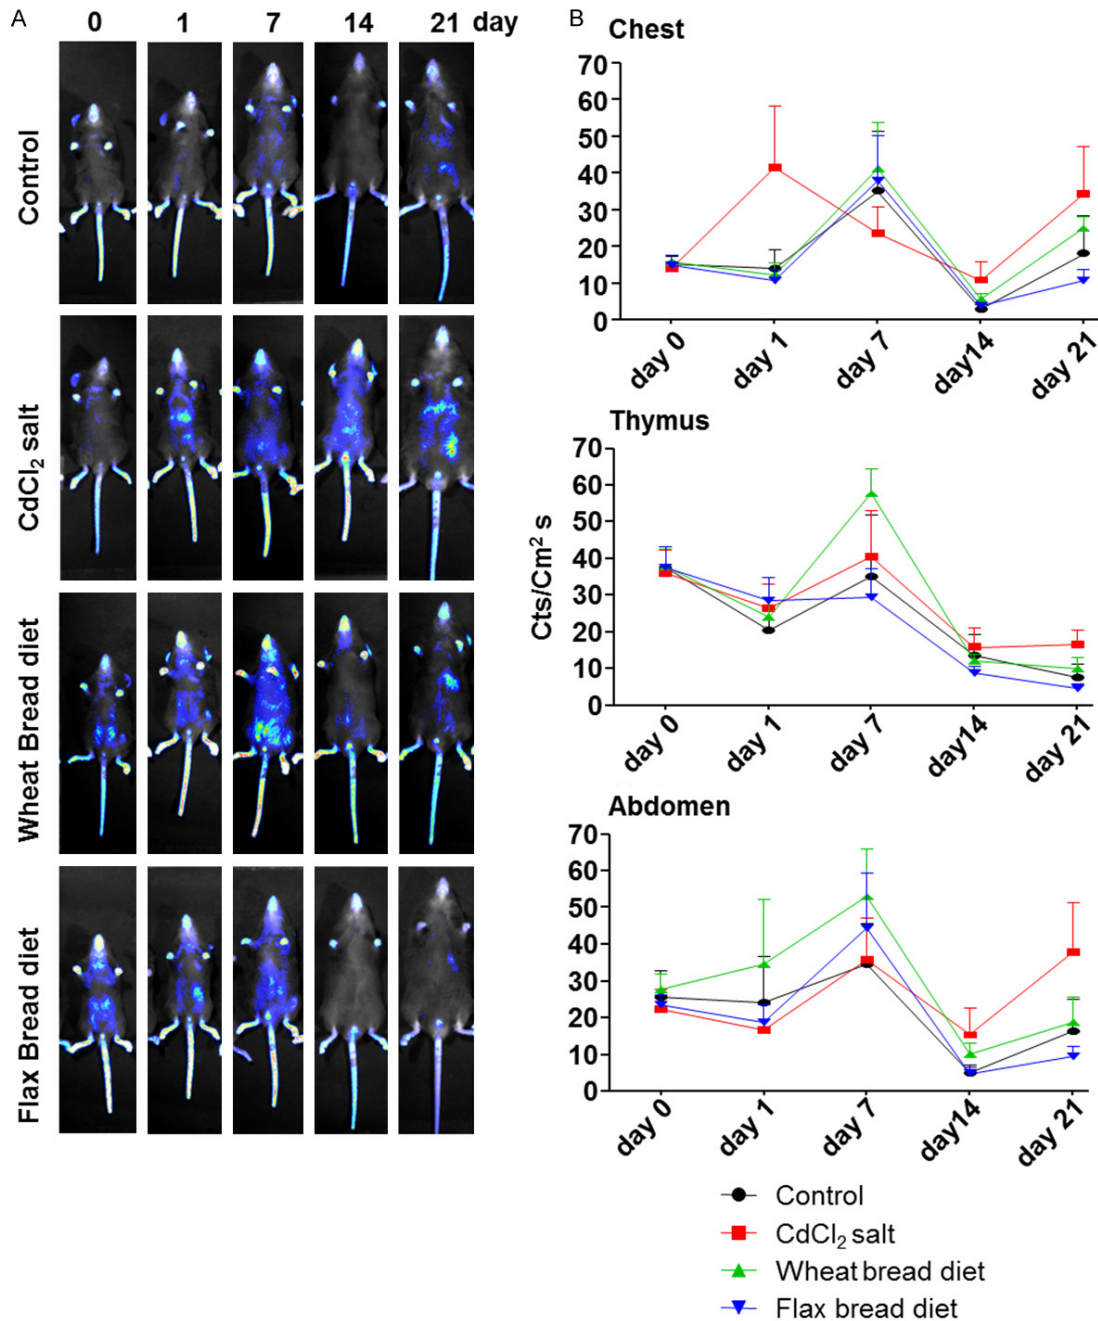 A
0 1 7 14 21 day
Control
CdCl₂ salt
Wheat Bread diet
Flax Bread diet
B
Chest
70
60
50
40
30
20
10
0
day 0 day 1 day 7 day14 day 21
Thymus
Cts/Cm² s
70
60
50
40
30
20
10
0
day 0 day 1 day 7 day14 day 21
Abdomen
70
60
50
40
30
20
10
0
day 0 day 1 day 7 day14 day 21
Control
CdCl₂ salt
Wheat bread diet
Flax bread diet